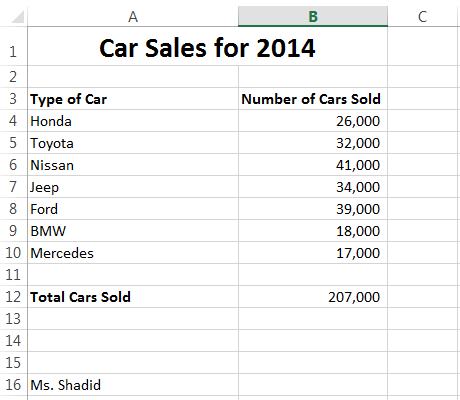 A B C
1 Car Sales for 2014
2
3 Type of Car Number of Cars Sold
4 Honda 26,000
5 Toyota 32,000
6 Nissan 41,000
7 Jeep 34,000
8 Ford 39,000
9 BMW 18,000
10 Mercedes 17,000
11
12 Total Cars Sold 207,000
13
14
15
16 Ms. Shadid